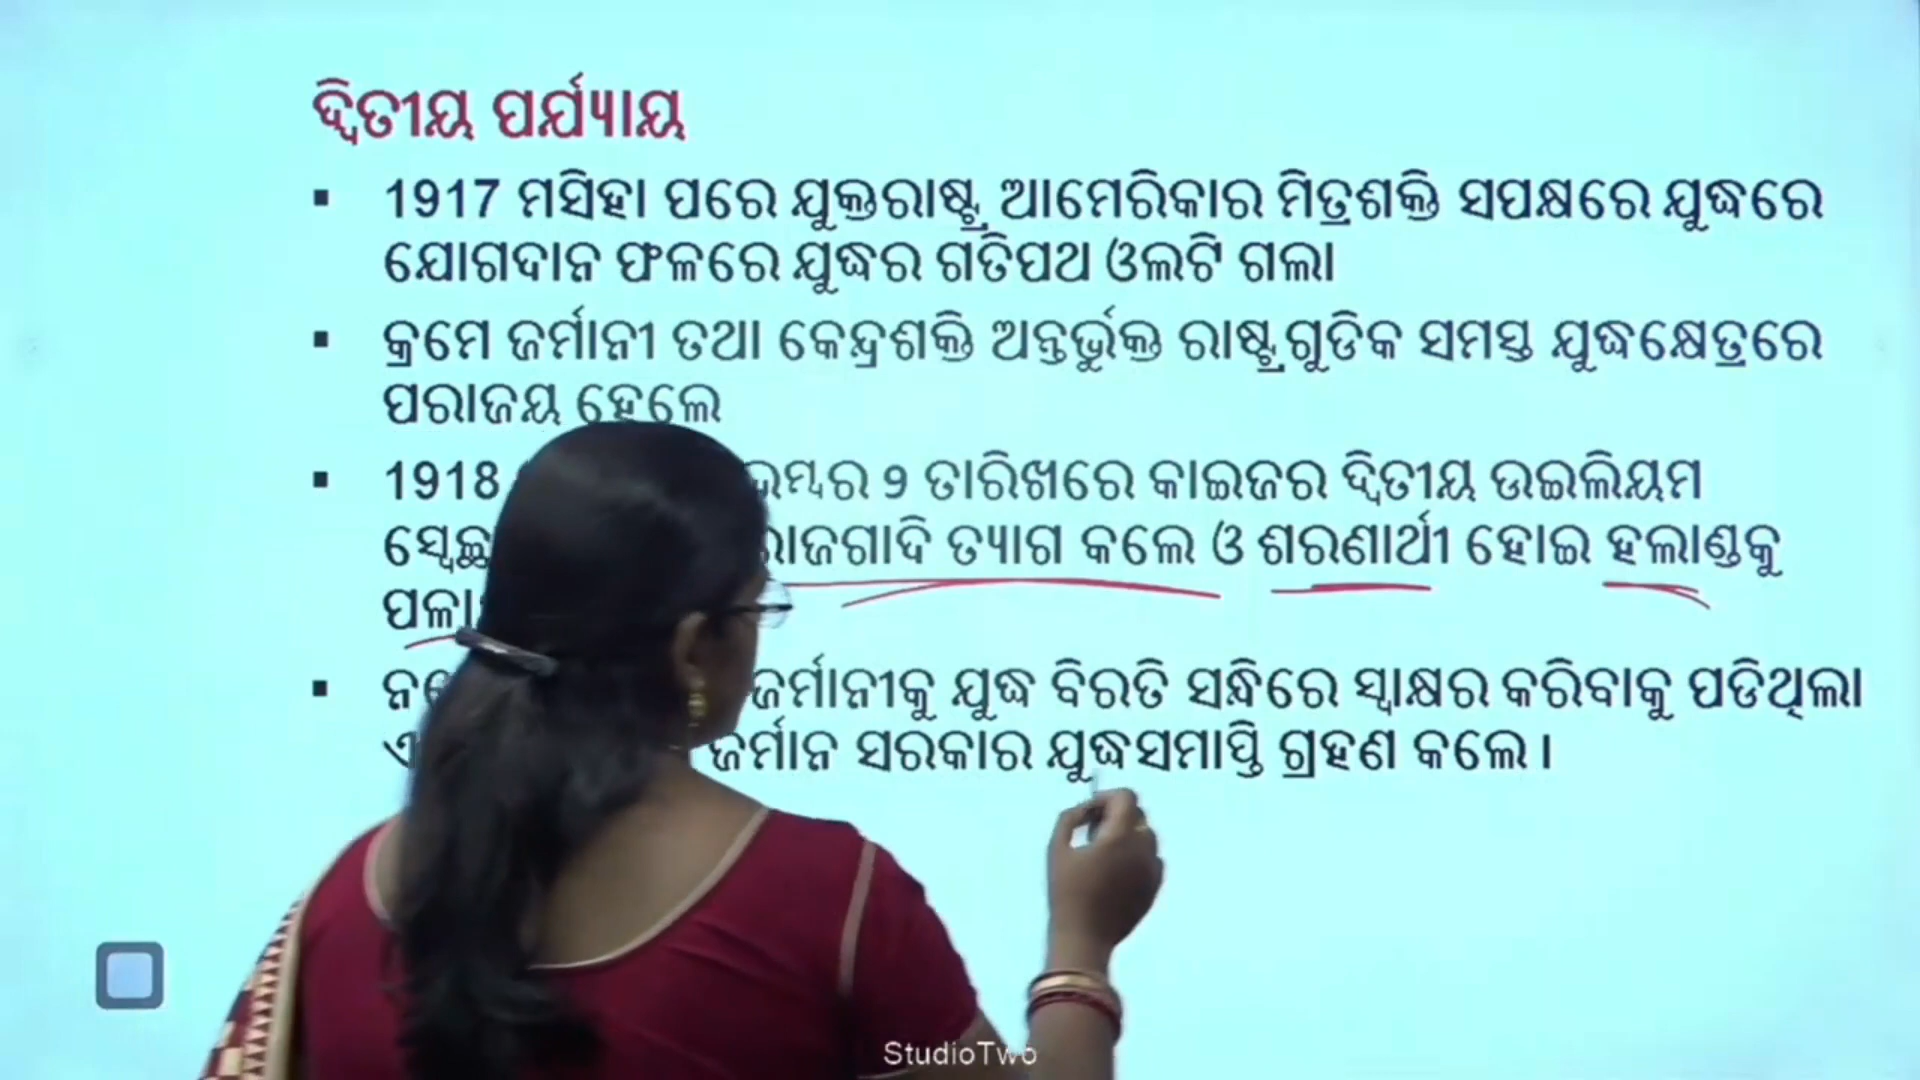 ଦ୍ୱିତୀୟ ପର୍ଯ୍ୟାୟ
▪ 1917 ମସିହା ପରେ ଯୁକ୍ତରାଷ୍ଟ୍ର ଆମେରିକାର ମିତ୍ରଶକ୍ତି ସପକ୍ଷରେ ଯୁଦ୍ଧରେ
ଯୋଗଦାନ ଫଳରେ ଯୁଦ୍ଧର ଗତିପଥ ଓଲଟି ଗଲା
▪ କ୍ରମେ ଜର୍ମାନୀ ତଥା କେନ୍ଦ୍ରଶକ୍ତି ଅନ୍ତର୍ଭୁକ୍ତ ରାଷ୍ଟ୍ରଗୁଡିକ ସମସ୍ତ ଯୁଦ୍ଧକ୍ଷେତ୍ରରେ
ପରାଜୟ ହେଲେ
▪ 1918 ୨ ତାରିଖରେ କାଇଜର ଦ୍ୱିତୀୟ ଉଇଲିୟମ
ରାଜଗାଦି ତ୍ୟାଗ କଲେ ଓ ଶରଣାର୍ଥୀ ହୋଇ ହଲାଣ୍ଡକୁ
▪ ଜର୍ମାନୀକୁ ଯୁଦ୍ଧ ବିରତି ସନ୍ଧିରେ ସ୍ୱାକ୍ଷର କରିବାକୁ ପଡିଥିଲା
ଜର୍ମାନ ସରକାର ଯୁଦ୍ଧସମାପ୍ତି ଗ୍ରହଣ କଲେ ।
StudioTwo